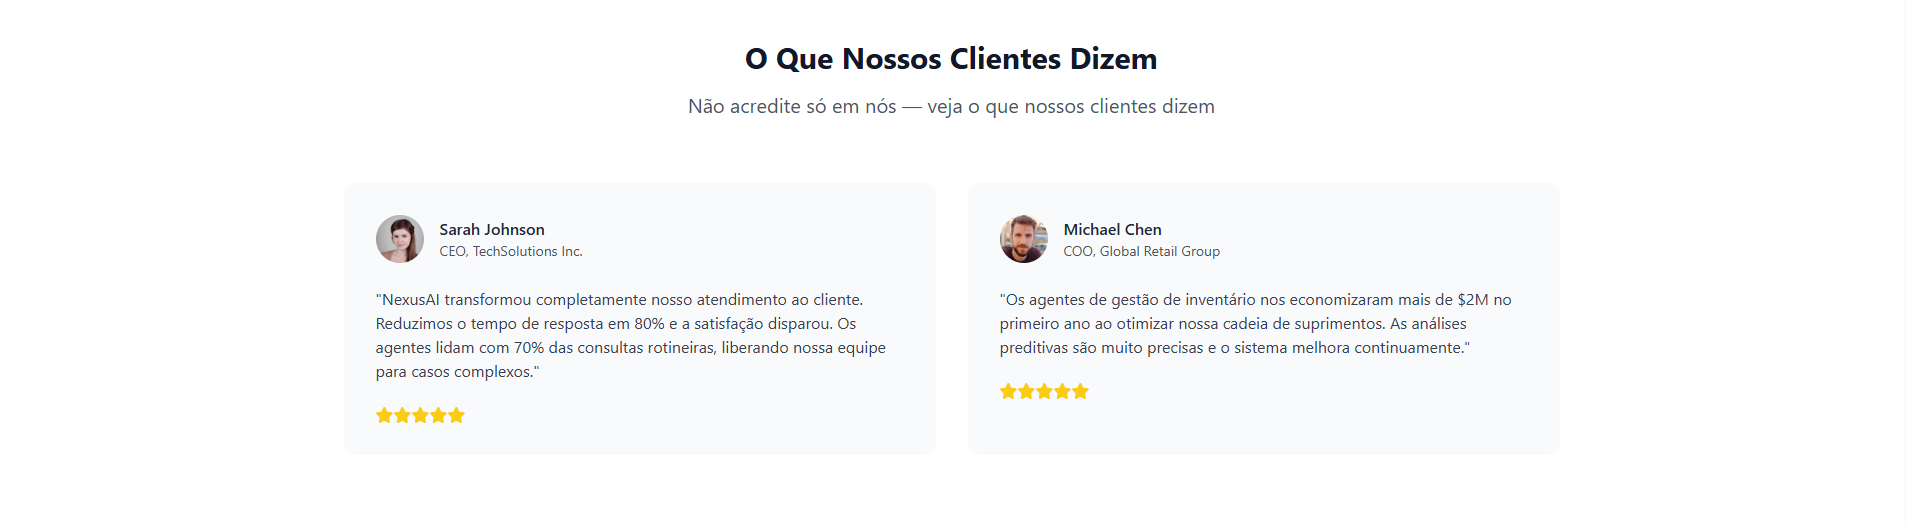 O Que Nossos Clientes Dizem
Não acredite só em nós — veja o que nossos clientes dizem
Sarah Johnson
CEO, TechSolutions Inc.
"NexusAI transformou completamente nosso atendimento ao cliente.
Reduzimos o tempo de resposta em 80% e a satisfação disparou. Os
agentes lidam com 70% das consultas rotineiras, liberando nossa equipe
para casos complexos."
Michael Chen
COO, Global Retail Group
"Os agentes de gestão de inventário nos economizaram mais de $2M no
primeiro ano ao otimizar nossa cadeia de suprimentos. As análises
preditivas são muito precisas e o sistema melhora continuamente."